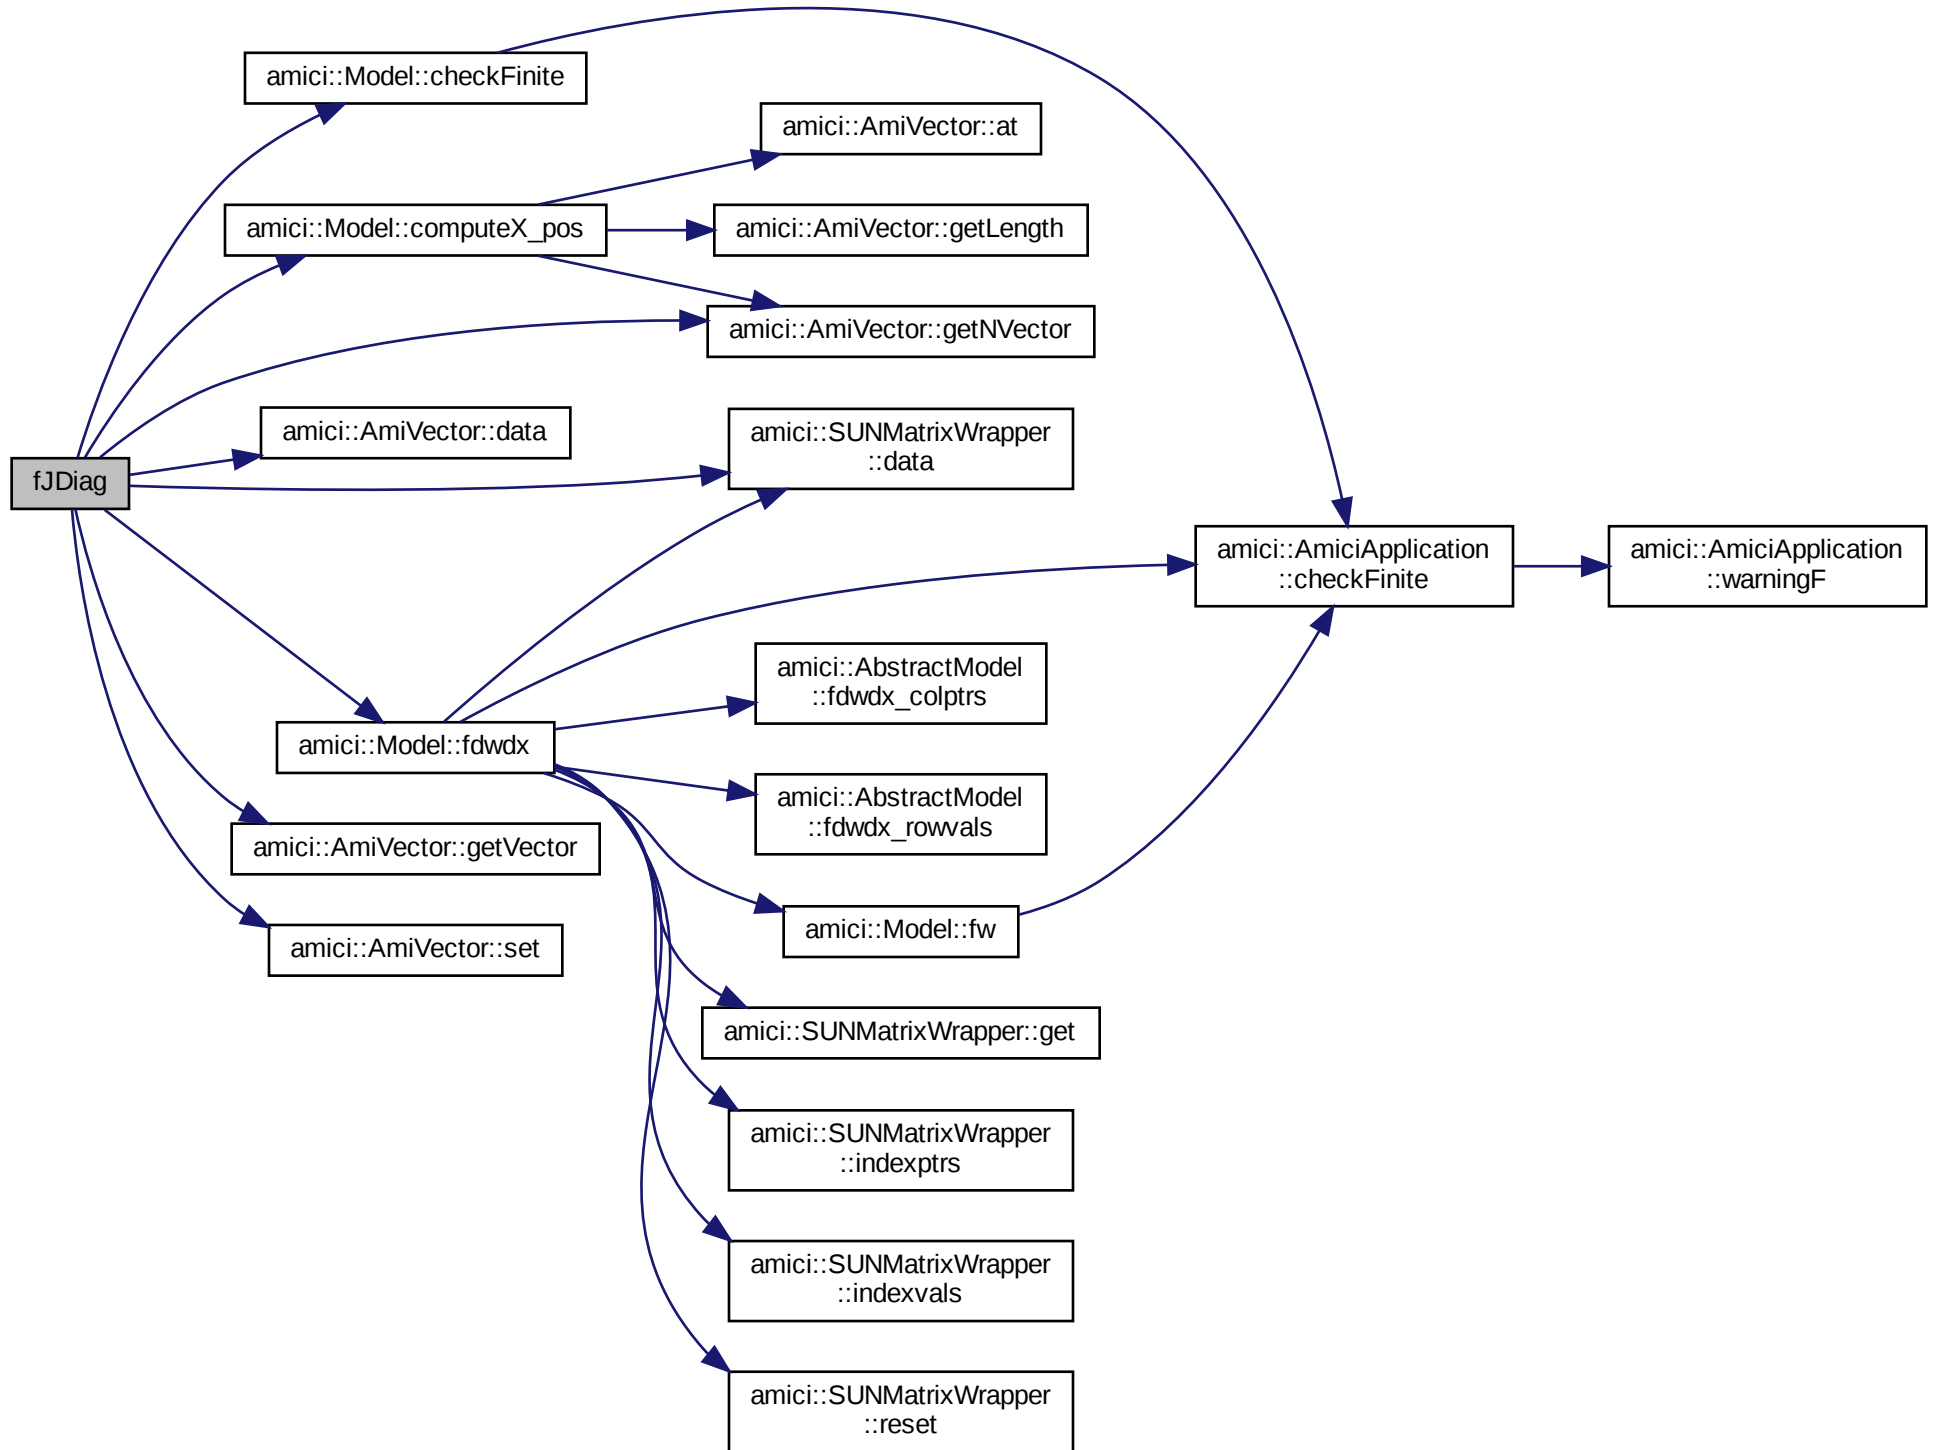 amici::Model::checkFinite
amici::AmiVector::at
amici::Model::computeX_pos
amici::AmiVector::getLength
amici::AmiVector::getNVector
amici::AmiVector::data
amici::SUNMatrixWrapper
::data
fJDiag
amici::AmiciApplication
::checkFinite
amici::AmiciApplication
::warningF
amici::AbstractModel
::fdwdx_colptrs
amici::Model::fdwdx
amici::AbstractModel
::fdwdx_rowvals
amici::AmiVector::getVector
amici::Model::fw
amici::AmiVector::set
amici::SUNMatrixWrapper::get
amici::SUNMatrixWrapper
::indexptrs
amici::SUNMatrixWrapper
::indexvals
amici::SUNMatrixWrapper
::reset